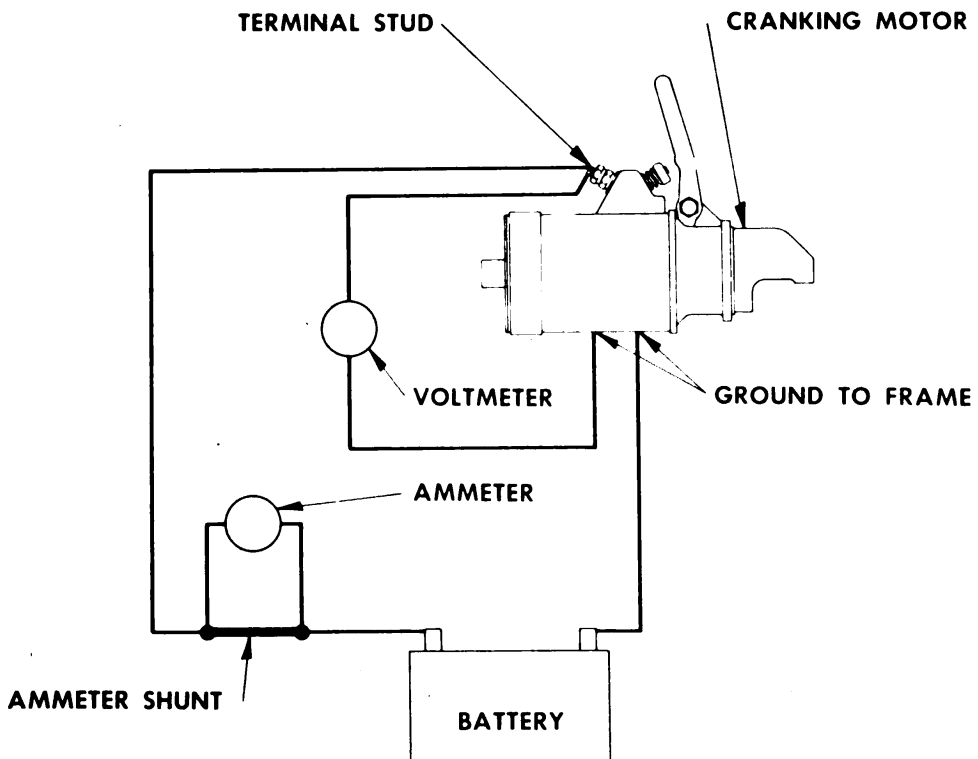 TERMINAL STUD
CRANKING MOTOR
VOLTMETER
GROUND TO FRAME
AMMETER
AMMETER SHUNT
BATTERY